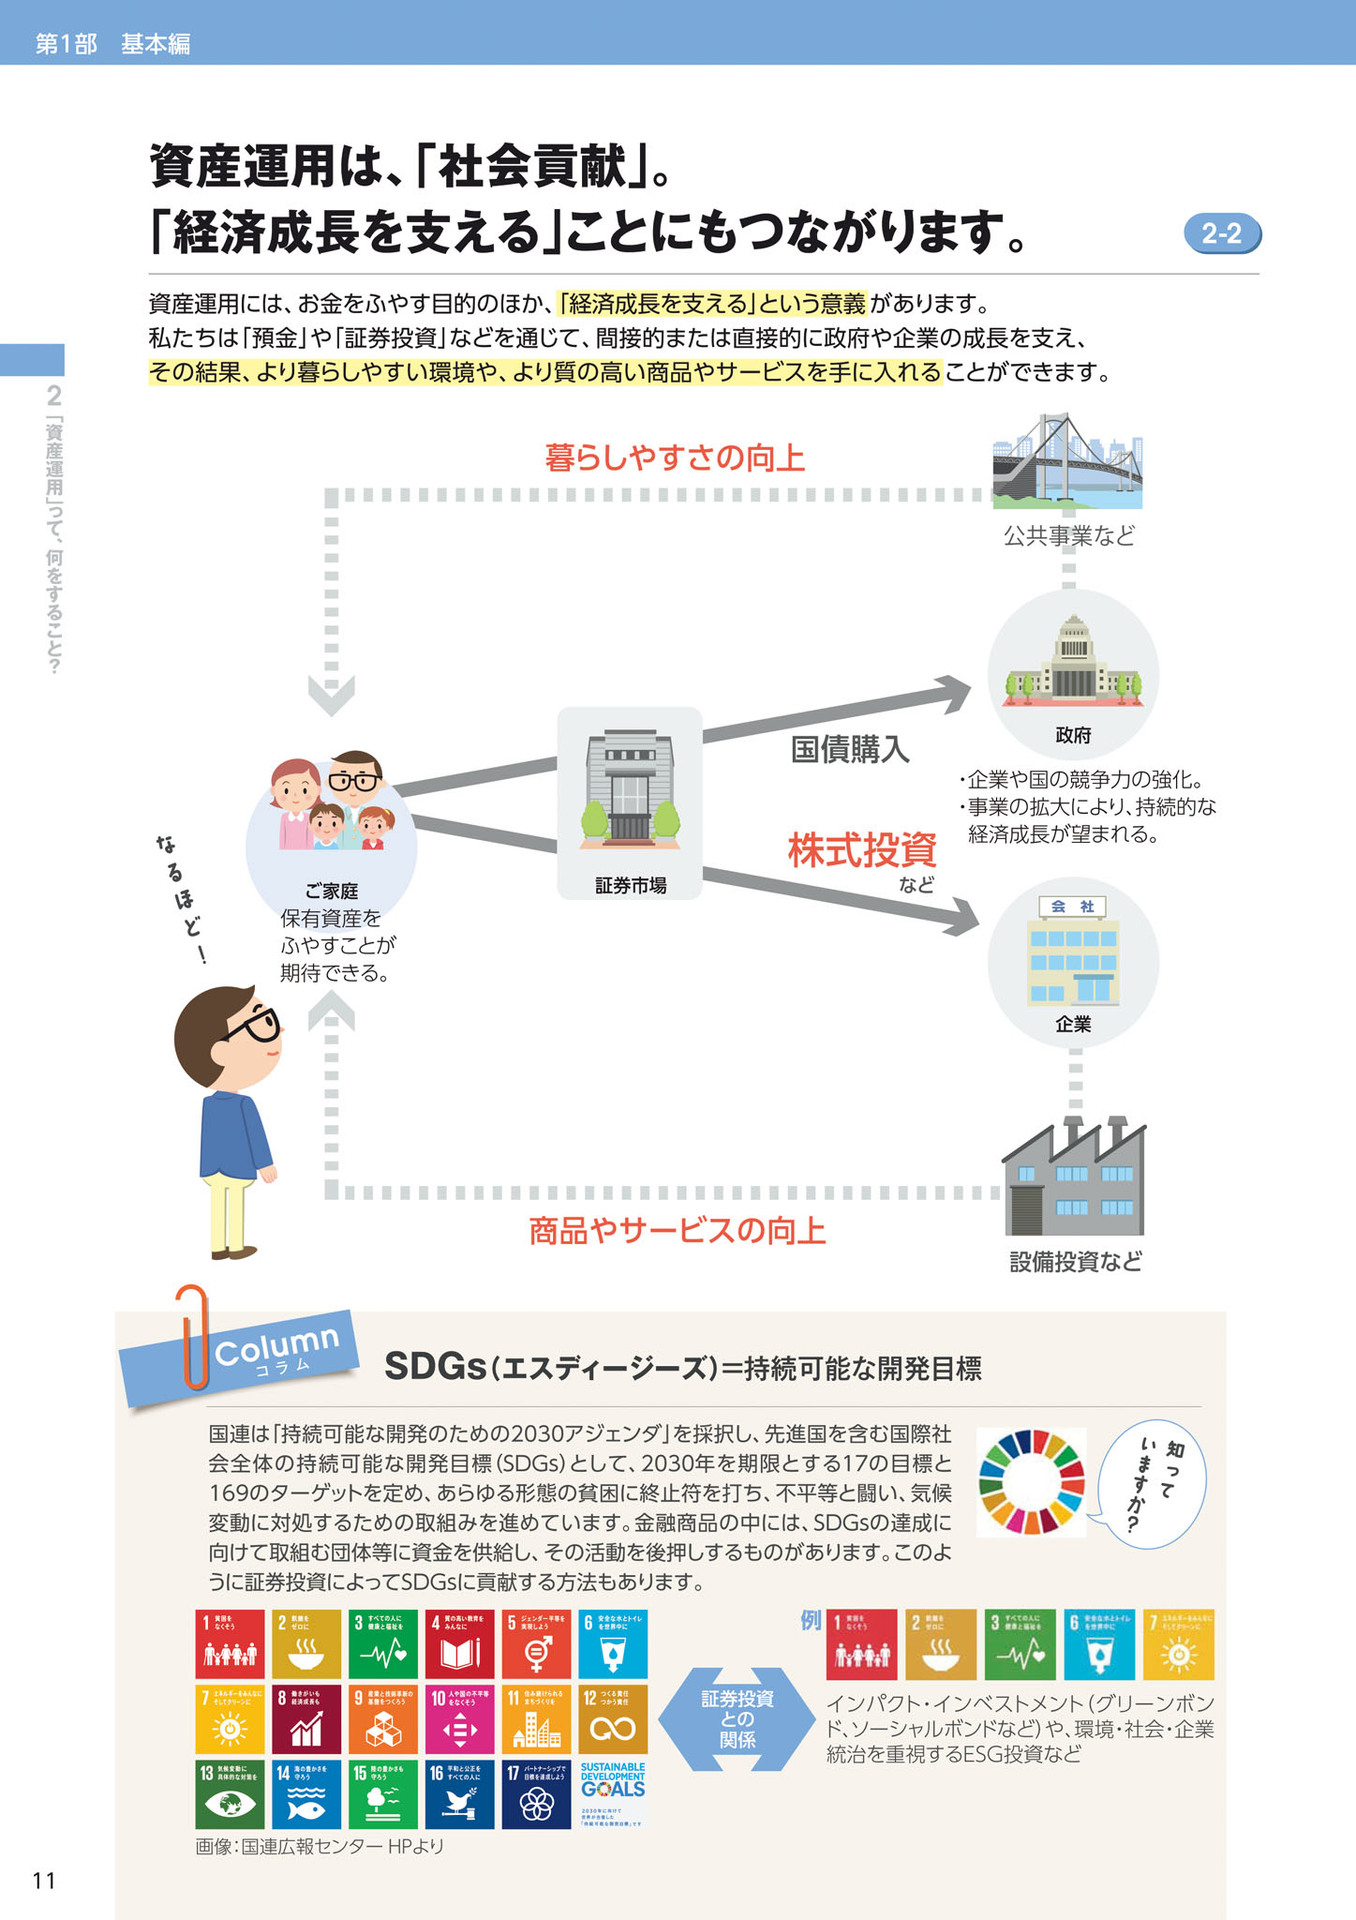 第1部　基本編
資産運用は、「社会貢献」。
「経済成長を支える」ことにもつながります。
2-2
資産運用には、お金をふやす目的のほか、「経済成長を支える」という意義があります。
私たちは「預金」や「証券投資」などを通じて、間接的または直接的に政府や企業の成長を支え、
その結果、より暮らしやすい環境や、より質の高い商品やサービスを手に入れることができます。
2「資産運用」って、何をすること?
暮らしやすさの向上
公共事業など
政府
国債購入
・企業や国の競争力の強化。
・事業の拡大により、持続的な
経済成長が望まれる。
株式投資
など
証券市場
ご家庭
保有資産を
ふやすことが
期待できる。
なるほど!
会 社
企業
商品やサービスの向上
設備投資など
Column
コラム
SDGs(エスディージーズ)=持続可能な開発目標
国連は「持続可能な開発のための2030アジェンダ」を採択し、先進国を含む国際社
会全体の持続可能な開発目標(SDGs)として、2030年を期限とする17の目標と
169のターゲットを定め、あらゆる形態の貧困に終止符を打ち、不平等と闘い、気候
変動に対処するための取組みを進めています。金融商品の中には、SDGsの達成に
向けて取組む団体等に資金を供給し、その活動を後押しするものがあります。このよ
うに証券投資によってSDGsに貢献する方法もあります。
知って
いますか?
1 貧困を
なくそう
2 飢餓を
ゼロに
3 すべての人に
健康と福祉を
4 質の高い教育を
みんなに
5 ジェンダー平等を
実現しよう
6 安全な水とトイレ
を世界中に
7 エネルギーをみんなに
そしてクリーンに
8 働きがいも
経済成長も
9 産業と技術革新の
基盤をつくろう
10 人や国の不平等
をなくそう
11 住み続けられる
まちづくりを
12 つくる責任
つかう責任
13 気候変動に
具体的な対策を
14 海の豊かさを
守ろう
15 陸の豊かさも
守ろう
16 平和と公正を
すべての人に
17 パートナーシップで
目標を達成しよう
SUSTAINABLE
DEVELOPMENT
GOALS
2030年に向けて
世界が合意した
「持続可能な開発目標」です
画像:国連広報センター HPより
証券投資
との
関係
例
1 貧困を
なくそう
2 飢餓を
ゼロに
3 すべての人に
健康と福祉を
6 安全な水とトイレ
を世界中に
7 エネルギーをみんなに
そしてクリーンに
インパクト・インベストメント(グリーンボン
ド、ソーシャルボンドなど)や、環境・社会・企業
統治を重視するESG投資など
11